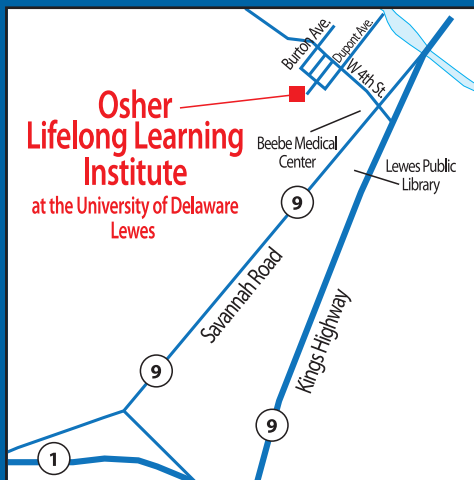 Burton Ave.
Dupont Ave.
W 4th St.
Osher
Lifelong Learning
Institute
at the University of Delaware
Lewes
Beebe Medical
Center
Lewes Public
Library
9
Savannah Road
Kings Highway
9
9
1